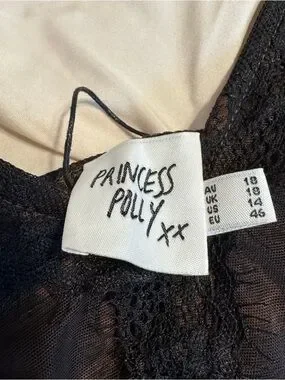 PRINCESS
POLLY
xx
AU 18
UK 18
US 14
EU 46